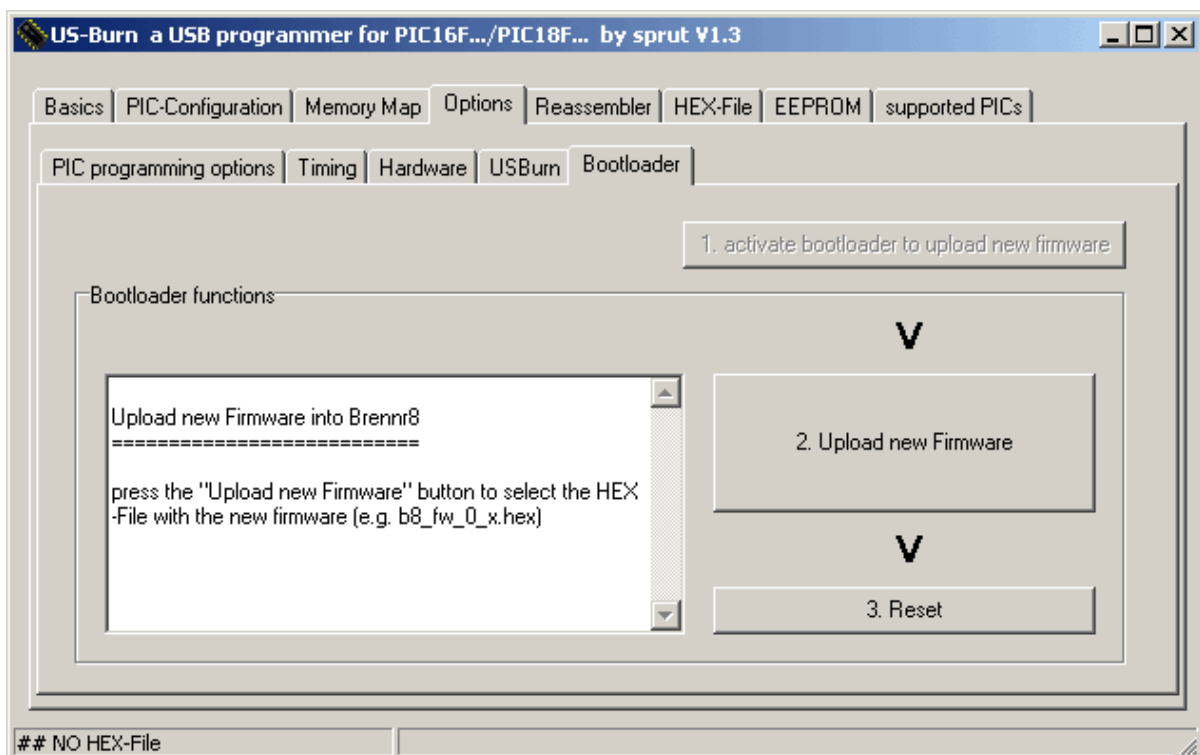 US-Burn a USB programmer for PIC16F.../PIC18F... by sprut V1.3
Basics PIC-Configuration Memory Map Options Reassembler HEX-File EEPROM supported PICs
PIC programming options Timing Hardware USBurn Bootloader
1. activate bootloader to upload new firmware
Bootloader functions
V
Upload new Firmware into Brennr8
===========================
press the "Upload new Firmware" button to select the HEX
-File with the new firmware (e.g. b8_fw_0_x.hex)
2. Upload new Firmware
V
3. Reset
## NO HEX-File